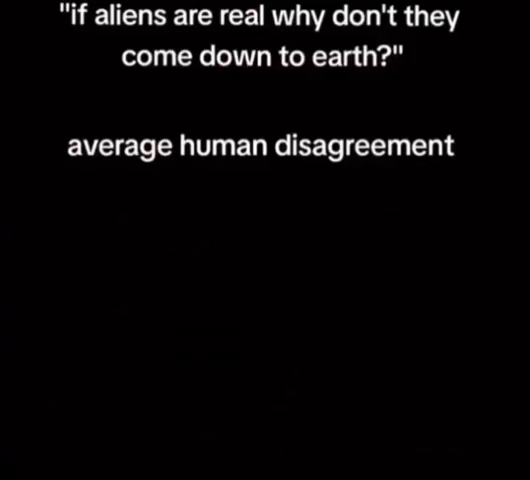 "if aliens are real why don't they
come down to earth?"
average human disagreement